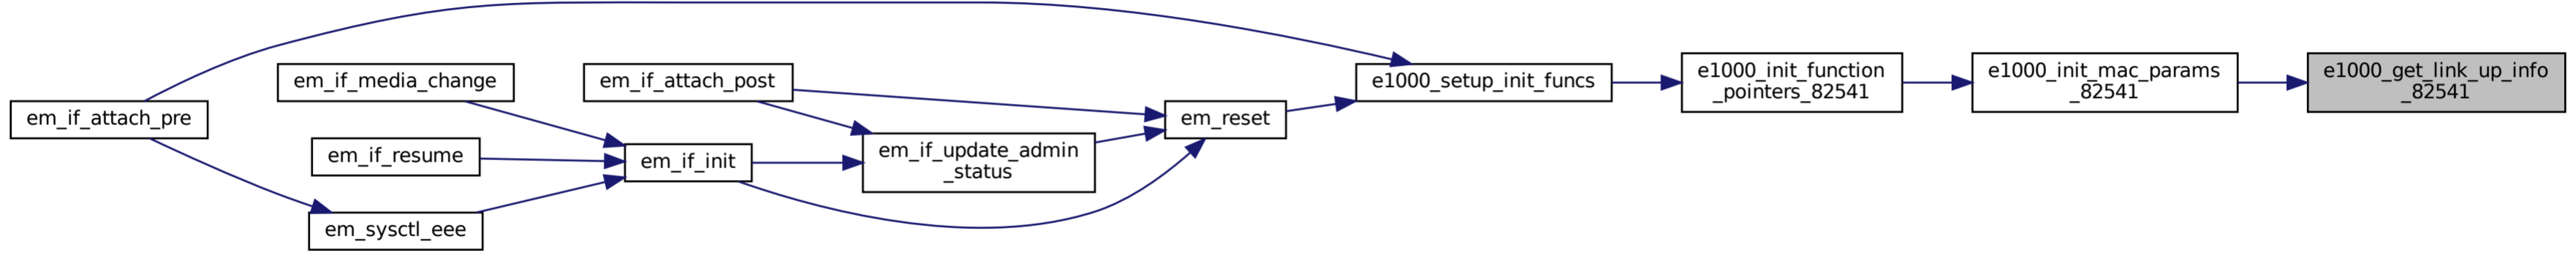 em_if_attach_pre
em_if_media_change
em_if_resume
em_sysctl_eee
em_if_attach_post
em_if_init
em_if_update_admin
_status
em_reset
e1000_setup_init_funcs
e1000_init_function
_pointers_82541
e1000_init_mac_params
_82541
e1000_get_link_up_info
_82541